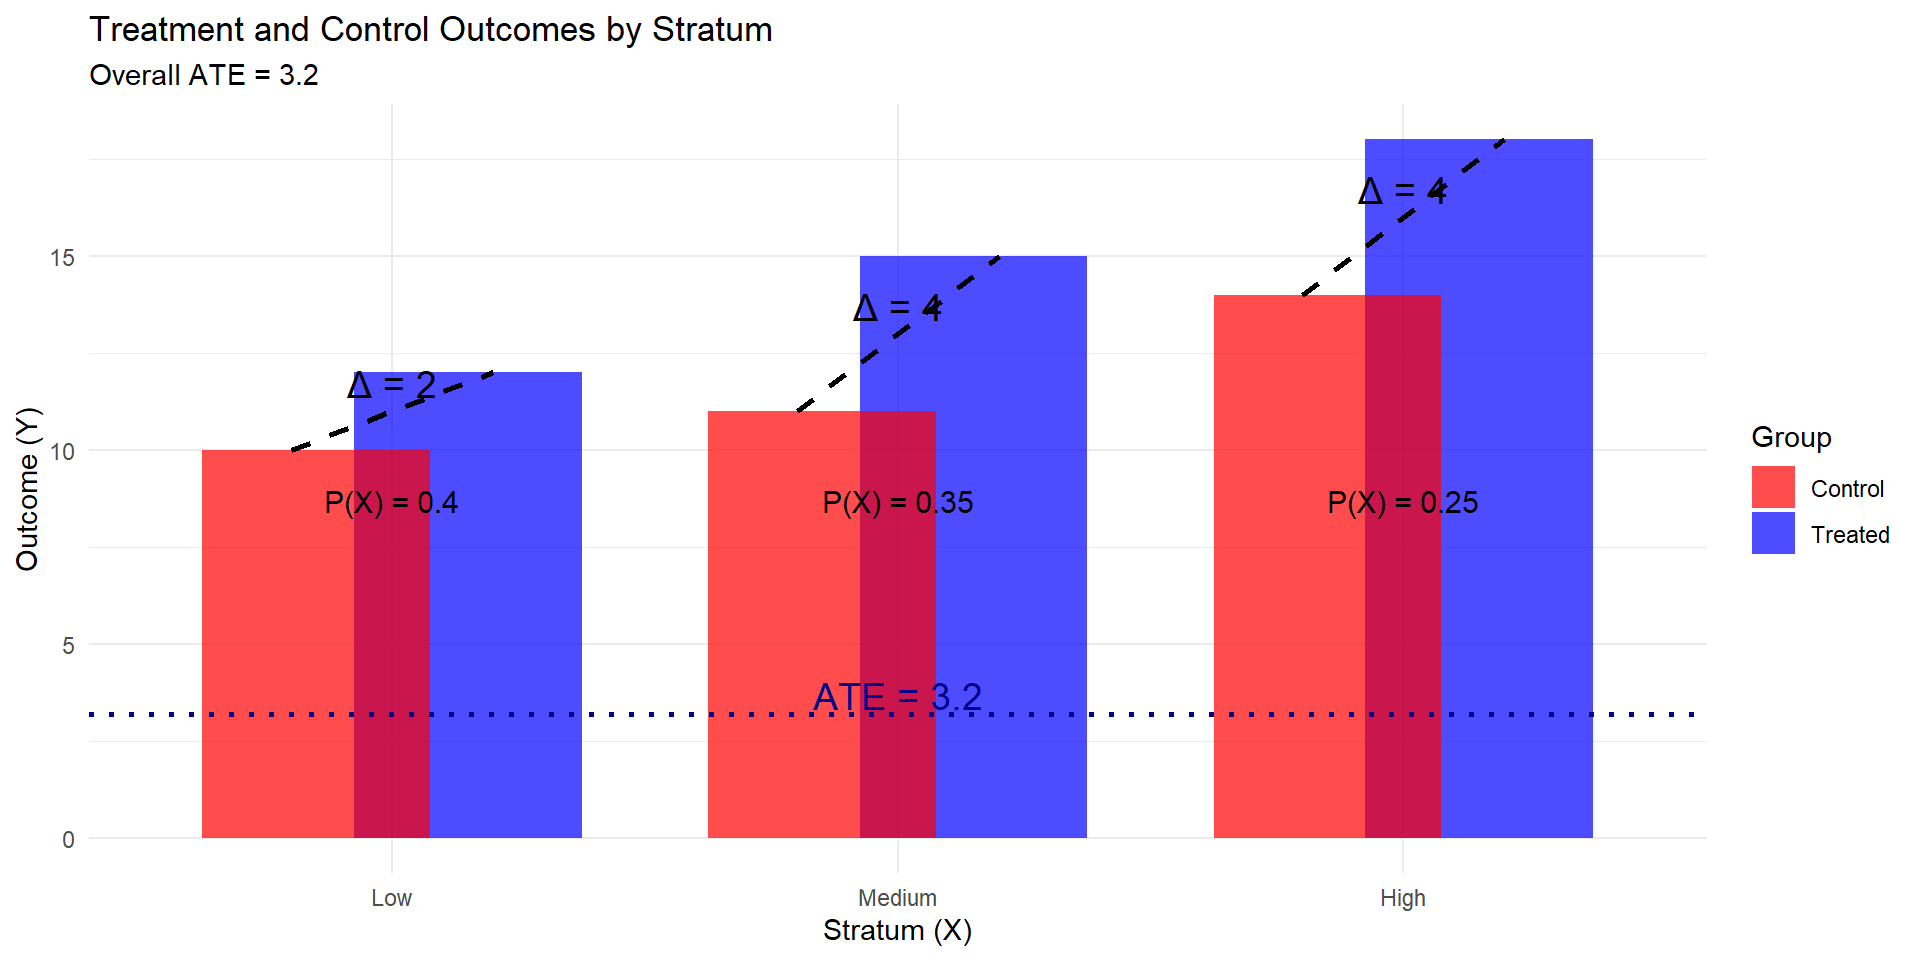 Treatment and Control Outcomes by Stratum
Overall ATE = 3.2
Δ = 4
15
Δ = 4
Δ = 2
10
P(X) = 0.4
P(X) = 0.35
P(X) = 0.25
5
ATE = 3.2
0
Outcome (Y)
Low
Medium
High
Stratum (X)
Group
Control
Treated